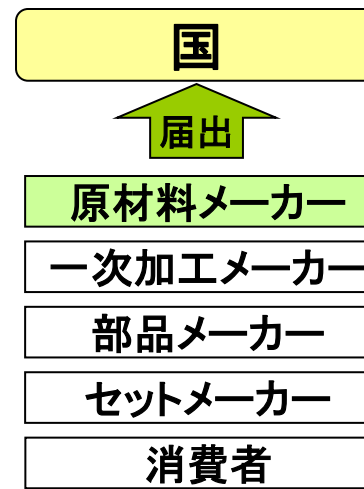 国
届出
原材料メーカー
一次加工メーカー
部品メーカー
セットメーカー
消費者